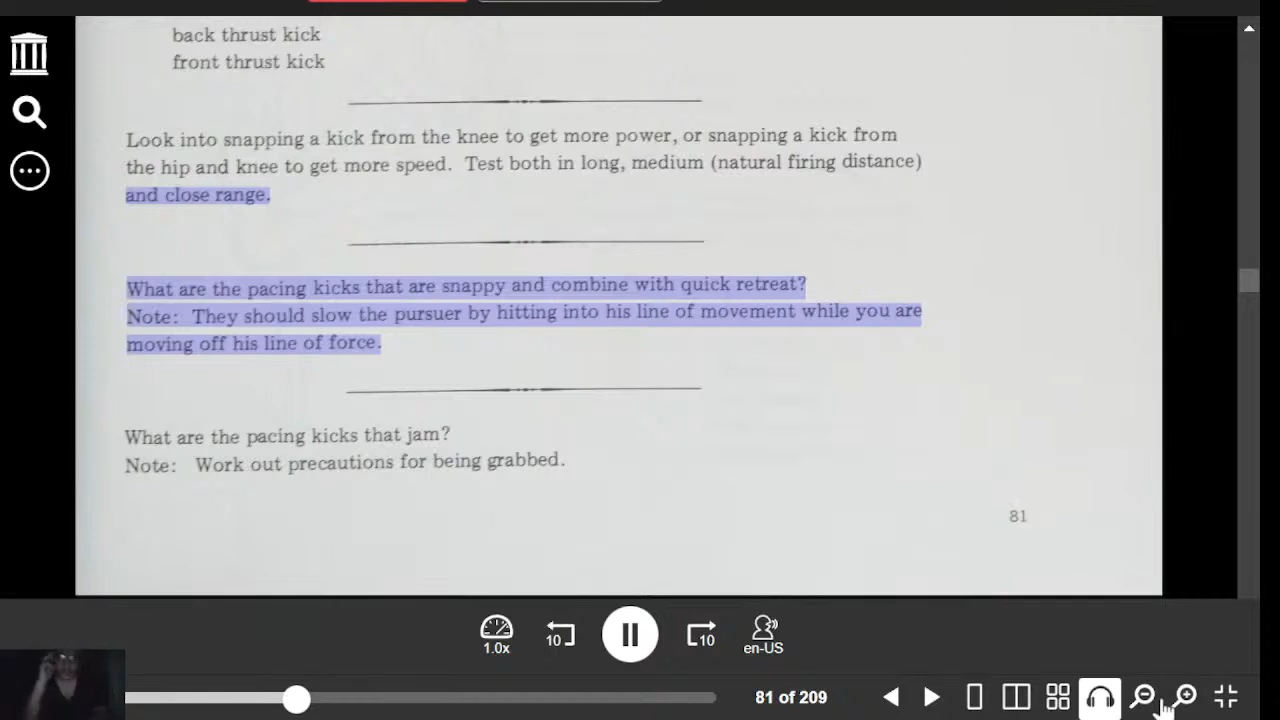 back thrust kick
front thrust kick
Look into snapping a kick from the knee to get more power, or snapping a kick from
the hip and knee to get more speed. Test both in long, medium (natural firing distance)
and close range.
What are the pacing kicks that are snappy and combine with quick retreat?
Note: They should slow the pursuer by hitting into his line of movement while you are
moving off his line of force.
What are the pacing kicks that jam?
Note: Work out precautions for being grabbed.
81
1.0x
10
10
en-US
81 of 209